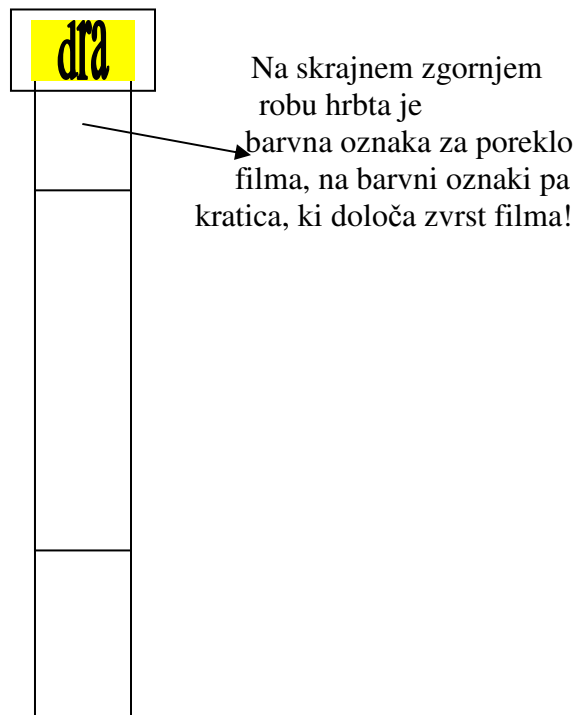 dra
Na skrajnem zgornjem
robu hrbta je
barvna oznaka za poreklo
filma, na barvni oznaki pa
kratica, ki določa zvrst filma!